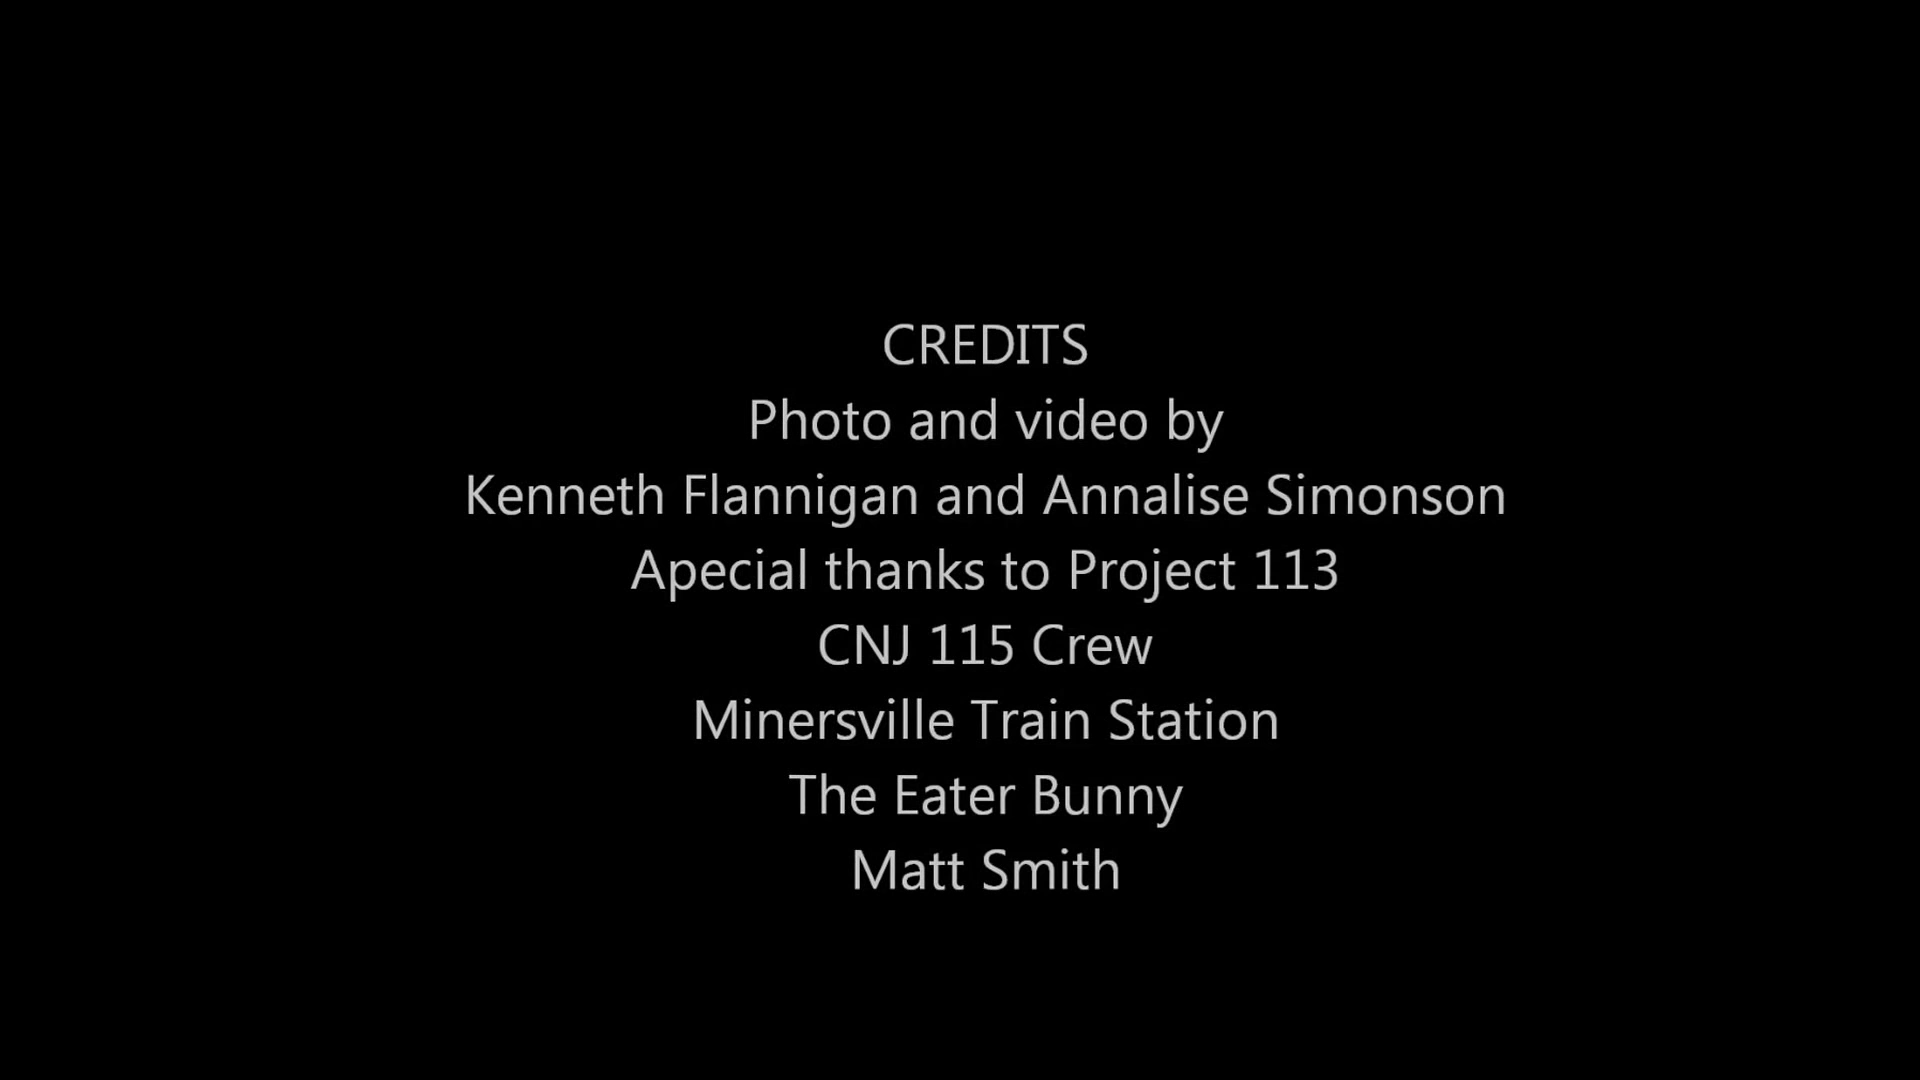 CREDITS
Photo and video by
Kenneth Flannigan and Annalise Simonson
Apecial thanks to Project 113
CNJ 115 Crew
Minersville Train Station
The Eater Bunny
Matt Smith